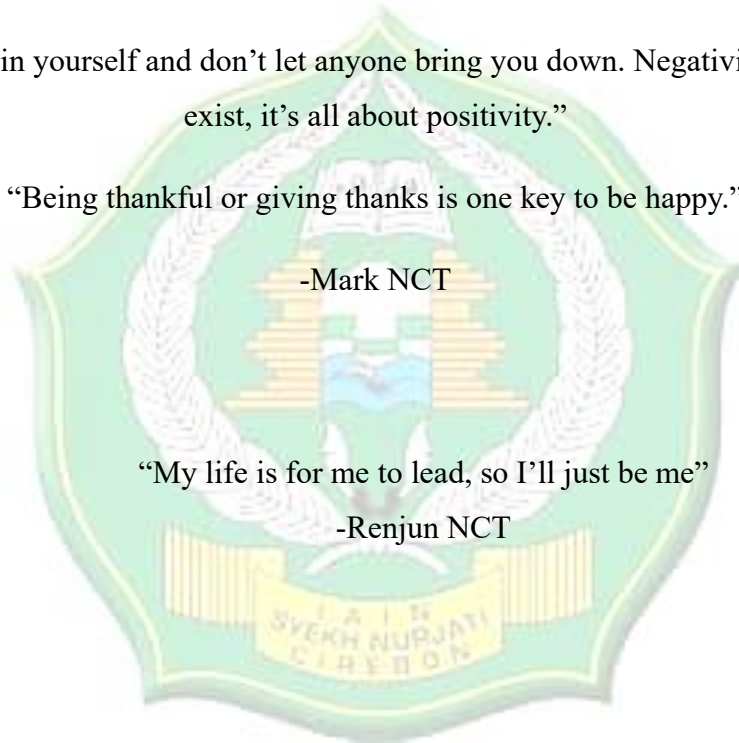 in yourself and don’t let anyone bring you down. Negativi
exist, it’s all about positivity.”
“Being thankful or giving thanks is one key to be happy.”
-Mark NCT
“My life is for me to lead, so I’ll just be me”
-Renjun NCT
I A I N
SYEKH NURJATI
CIREBON